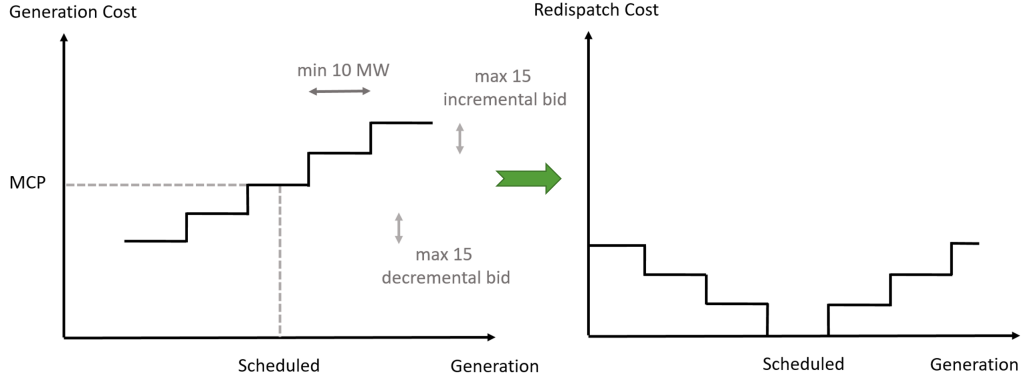 Generation Cost
Redispatch Cost
min 10 MW
max 15
incremental bid
MCP
max 15
decremental bid
Scheduled
Generation
Scheduled
Generation